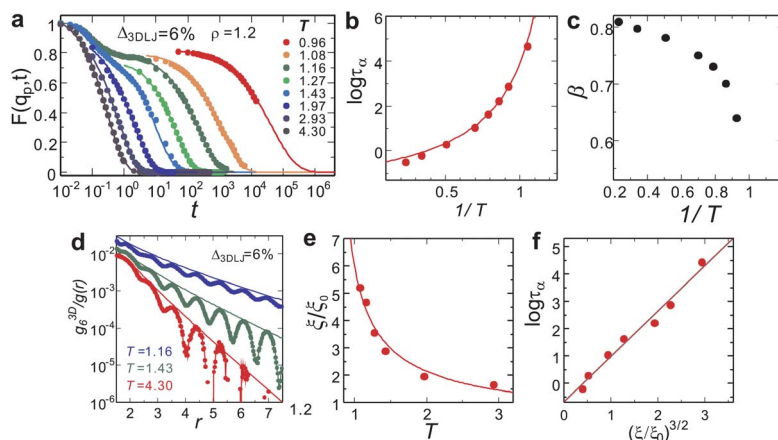 a
Δ3DLJ=6% ρ=1.2
T
0.96
1.08
1.16
1.27
1.43
1.97
2.93
4.30
F(qp,t)
1
0.8
0.6
0.4
0.2
0
10-2 10-1 100 101 102 103 104 105 106
t
b
logτα
6
4
2
0
0.5 1
1/T
c
β
0.8
0.7
0.6
0.2 0.4 0.6 0.8 1
1/T
d
Δ3DLJ=6%
g63D/g(r)
10-2
10-3
10-4
10-5
10-6
T=1.16
T=1.43
T=4.30
2 3 4 5 6 7
r
1.2
e
ξ/ξ0
7
6
5
4
3
2
1
1 2 3
T
f
logτα
5
4
3
2
1
0
0 1 2 3
(ξ/ξ0)3/2